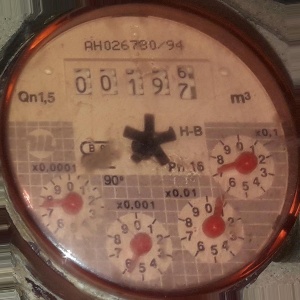 AH026780/94
0 0 1 9 6 7
Qn1,5
m³
H-B
B
x0,1
x0,0001
90°
Pn 16
x0,01
x0,001